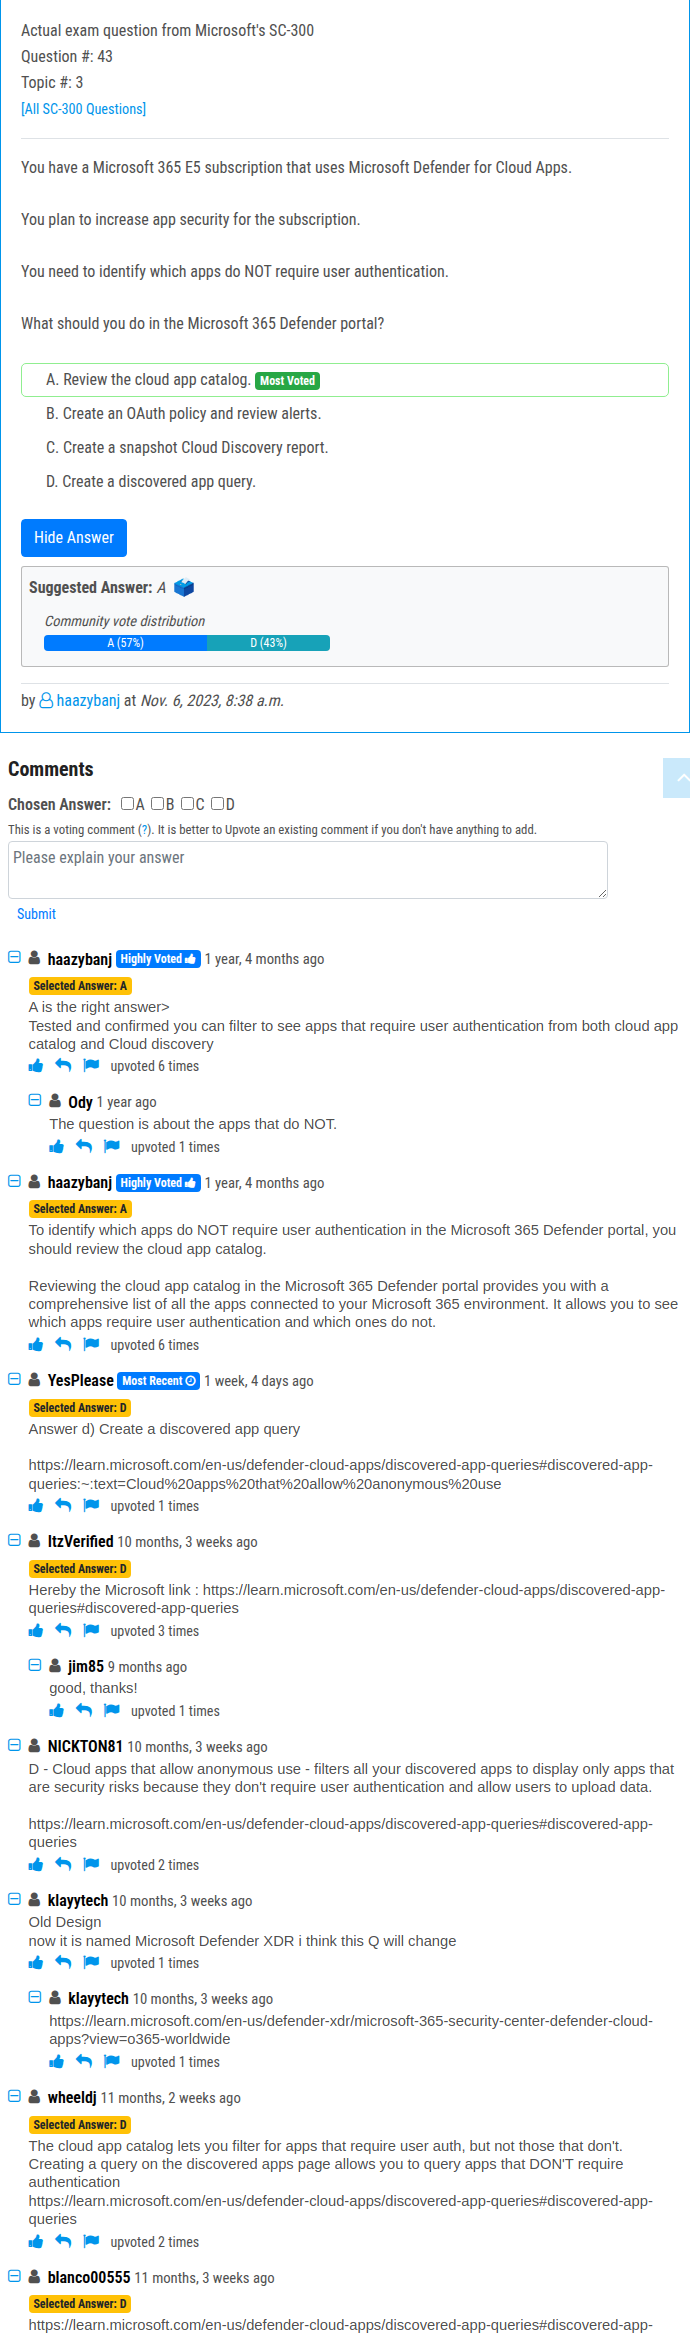 Actual exam question from Microsoft's SC-300
Question #: 43
Topic #: 3
[All SC-300 Questions]
You have a Microsoft 365 E5 subscription that uses Microsoft Defender for Cloud Apps.
You plan to increase app security for the subscription.
You need to identify which apps do NOT require user authentication.
What should you do in the Microsoft 365 Defender portal?
A. Review the cloud app catalog. Most Voted
B. Create an OAuth policy and review alerts.
C. Create a snapshot Cloud Discovery report.
D. Create a discovered app query.
Hide Answer
Suggested Answer: A
Community vote distribution
A (57%) D (43%)
by haazybanj at Nov. 6, 2023, 8:38 a.m.
Comments
Chosen Answer: A B C D
This is a voting comment (?). It is better to Upvote an existing comment if you don't have anything to add.
Please explain your answer
Submit
haazybanj Highly Voted 1 year, 4 months ago
Selected Answer: A
A is the right answer>
Tested and confirmed you can filter to see apps that require user authentication from both cloud app
catalog and Cloud discovery
upvoted 6 times
Ody 1 year ago
The question is about the apps that do NOT.
upvoted 1 times
haazybanj Highly Voted 1 year, 4 months ago
Selected Answer: A
To identify which apps do NOT require user authentication in the Microsoft 365 Defender portal, you
should review the cloud app catalog.
Reviewing the cloud app catalog in the Microsoft 365 Defender portal provides you with a
comprehensive list of all the apps connected to your Microsoft 365 environment. It allows you to see
which apps require user authentication and which ones do not.
upvoted 6 times
YesPlease Most Recent 1 week, 4 days ago
Selected Answer: D
Answer d) Create a discovered app query
https://learn.microsoft.com/en-us/defender-cloud-apps/discovered-app-queries#discovered-app-
queries:~:text=Cloud%20apps%20that%20allow%20anonymous%20use
upvoted 1 times
ItzVerified 10 months, 3 weeks ago
Selected Answer: D
Hereby the Microsoft link : https://learn.microsoft.com/en-us/defender-cloud-apps/discovered-app-
queries#discovered-app-queries
upvoted 3 times
jim85 9 months ago
good, thanks!
upvoted 1 times
NICKTON81 10 months, 3 weeks ago
D - Cloud apps that allow anonymous use - filters all your discovered apps to display only apps that
are security risks because they don't require user authentication and allow users to upload data.
https://learn.microsoft.com/en-us/defender-cloud-apps/discovered-app-queries#discovered-app-
queries
upvoted 2 times
klayytech 10 months, 3 weeks ago
Old Design
now it is named Microsoft Defender XDR i think this Q will change
upvoted 1 times
klayytech 10 months, 3 weeks ago
https://learn.microsoft.com/en-us/defender-xdr/microsoft-365-security-center-defender-cloud-
apps?view=o365-worldwide
upvoted 1 times
wheeldj 11 months, 2 weeks ago
Selected Answer: D
The cloud app catalog lets you filter for apps that require user auth, but not those that don't.
Creating a query on the discovered apps page allows you to query apps that DON'T require
authentication
https://learn.microsoft.com/en-us/defender-cloud-apps/discovered-app-queries#discovered-app-
queries
upvoted 2 times
blanco00555 11 months, 3 weeks ago
Selected Answer: D
https://learn.microsoft.com/en-us/defender-cloud-apps/discovered-app-queries#discovered-app-